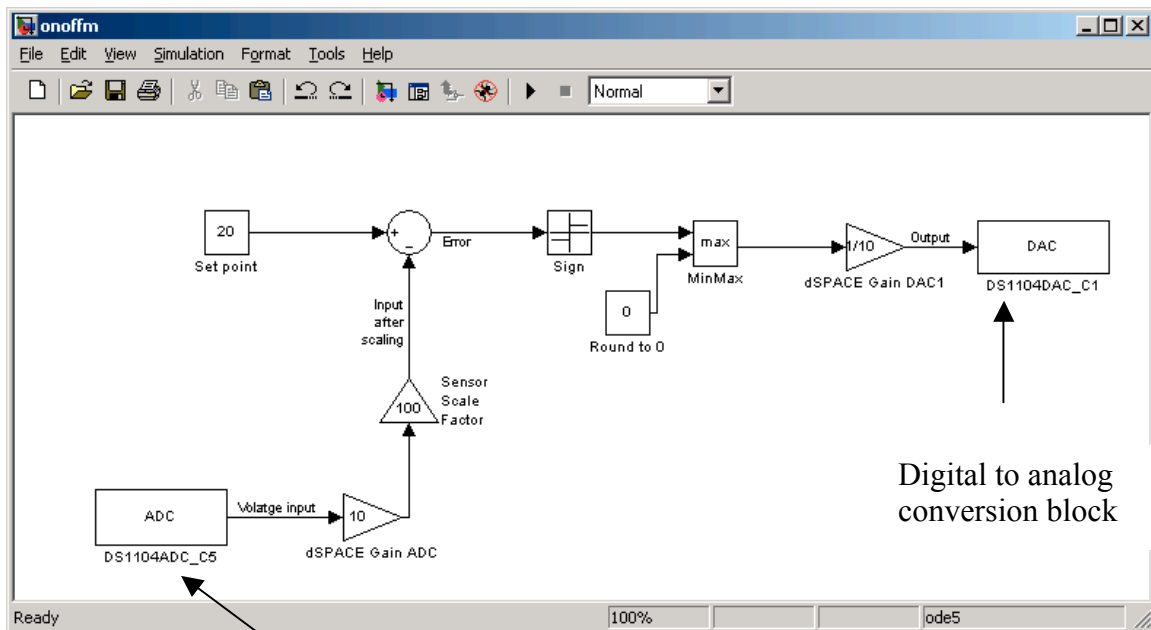 onoffm
File Edit View Simulation Format Tools Help
Normal
20
Set point
+
−
Error
Sign
max
MinMax
0
Round to 0
1/10
dSPACE Gain DAC1
Output
DAC
DS1104DAC_C1
Input
after
scaling
100
Sensor
Scale
Factor
ADC
DS1104ADC_C5
Volatge input
10
dSPACE Gain ADC
Digital to analog
conversion block
Ready
100%
ode5